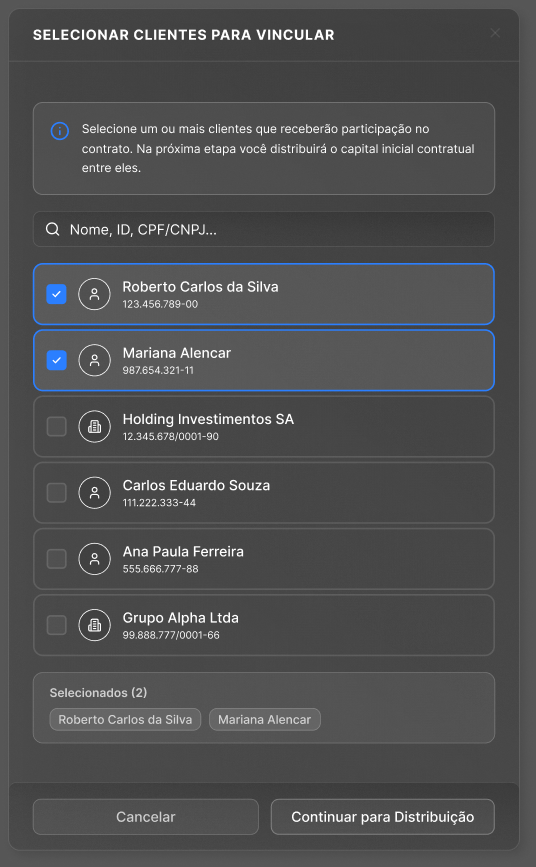 SELECIONAR CLIENTES PARA VINCULAR
Selecione um ou mais clientes que receberão participação no
contrato. Na próxima etapa você distribuirá o capital inicial contratual
entre eles.
Nome, ID, CPF/CNPJ...
Roberto Carlos da Silva
123.456.789-00
Mariana Alencar
987.654.321-11
Holding Investimentos SA
12.345.678/0001-90
Carlos Eduardo Souza
111.222.333-44
Ana Paula Ferreira
555.666.777-88
Grupo Alpha Ltda
99.888.777/0001-66
Selecionados (2)
Roberto Carlos da Silva
Mariana Alencar
Cancelar
Continuar para Distribuição